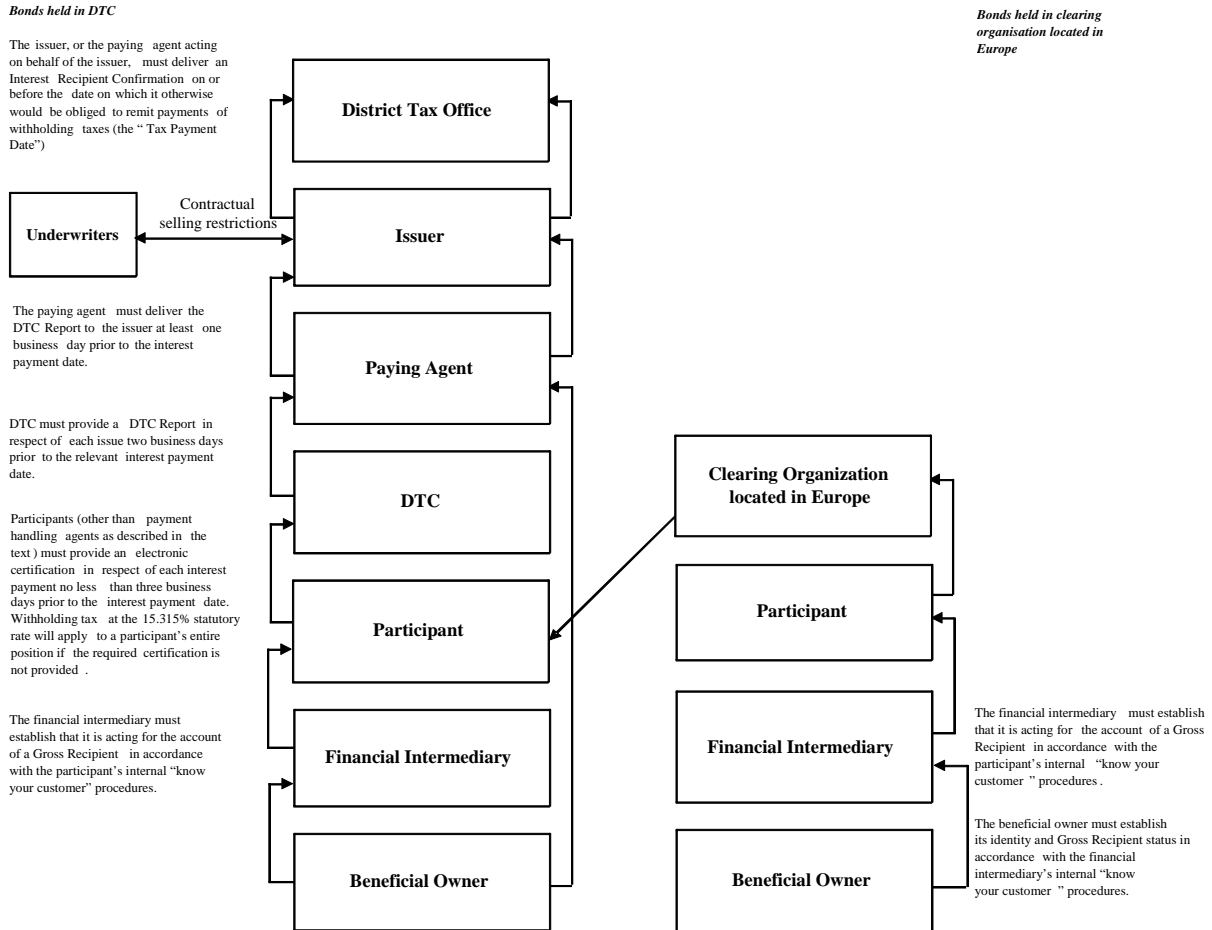 Bonds held in DTC
The issuer, or the paying agent acting
on behalf of the issuer, must deliver an
Interest Recipient Confirmation on or
before the date on which it otherwise
would be obliged to remit payments of
withholding taxes (the “ Tax Payment
Date”)
Bonds held in clearing
organisation located in
Europe
District Tax Office
Underwriters
Contractual
selling restrictions
Issuer
The paying agent must deliver the
DTC Report to the issuer at least one
business day prior to the interest
payment date.
Paying Agent
DTC must provide a DTC Report in
respect of each issue two business days
prior to the relevant interest payment
date.
DTC
Clearing Organization
located in Europe
Participants (other than payment
handling agents as described in the
text ) must provide an electronic
certification in respect of each interest
payment no less than three business
days prior to the interest payment date.
Withholding tax at the 15.315% statutory
rate will apply to a participant’s entire
position if the required certification is
not provided .
Participant
Participant
The financial intermediary must
establish that it is acting for the account
of a Gross Recipient in accordance
with the participant’s internal “know
your customer” procedures.
Financial Intermediary
Financial Intermediary
The financial intermediary must establish
that it is acting for the account of a Gross
Recipient in accordance with the
participant’s internal “know your
customer ” procedures .
Beneficial Owner
Beneficial Owner
The beneficial owner must establish
its identity and Gross Recipient status in
accordance with the financial
intermediary’s internal “know
your customer ” procedures.